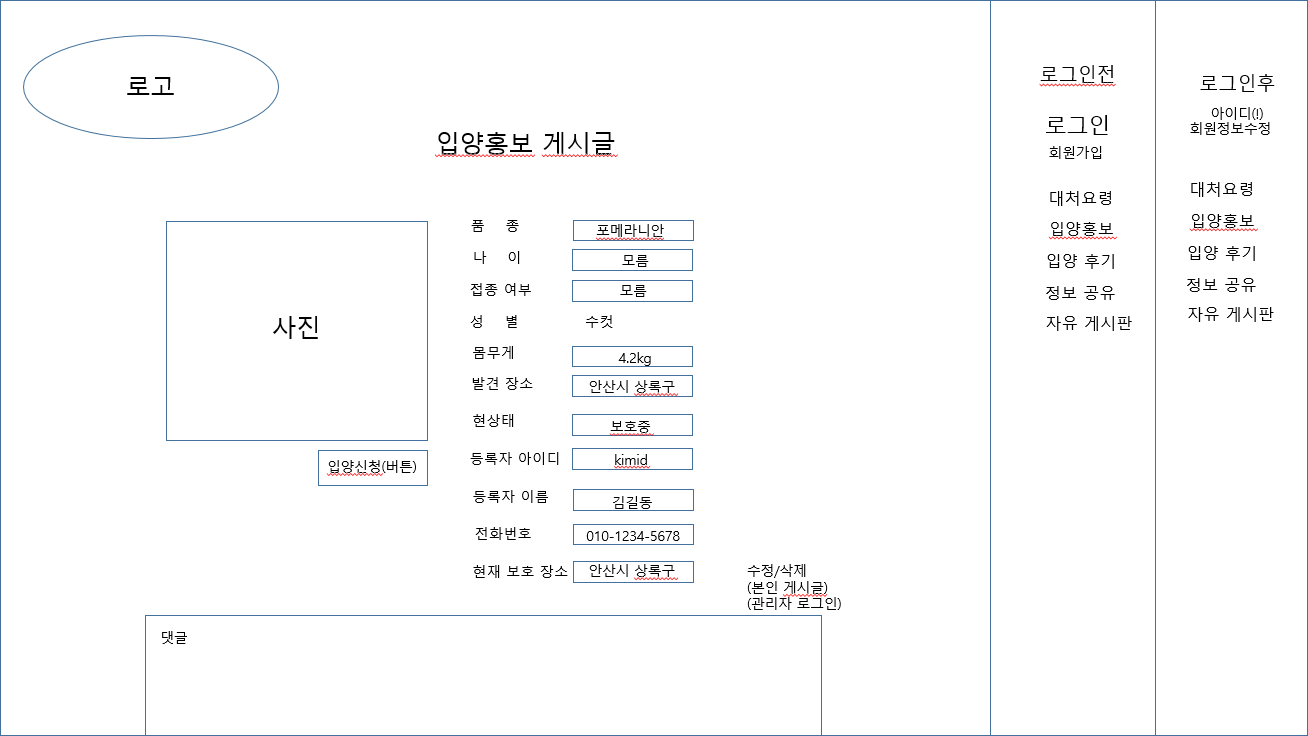 로고
입양홍보 게시글
사진
입양신청(버튼)
품 종 포메라니안
나 이 모름
접종 여부 모름
성 별 수컷
몸무게 4.2kg
발견 장소 안산시 상록구
현상태 보호중
등록자 아이디 kimid
등록자 이름 김길동
전화번호 010-1234-5678
현재 보호 장소 안산시 상록구
수정/삭제
(본인 게시글)
(관리자 로그인)
댓글
로그인전
로그인
회원가입
대처요령
입양홍보
입양 후기
정보 공유
자유 게시판
로그인후
아이디(!)
회원정보수정
대처요령
입양홍보
입양 후기
정보 공유
자유 게시판